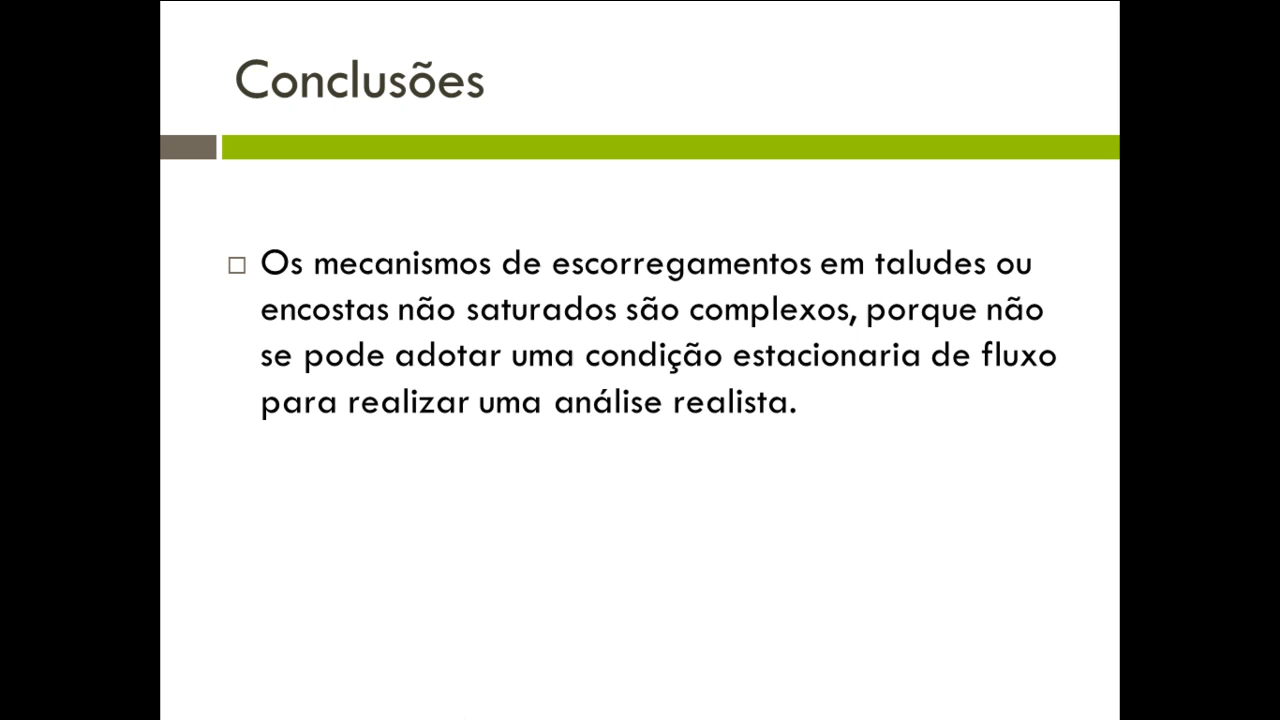 Conclusões
Os mecanismos de escorregamentos em taludes ou
encostas não saturados são complexos, porque não
se pode adotar uma condição estacionaria de fluxo
para realizar uma análise realista.